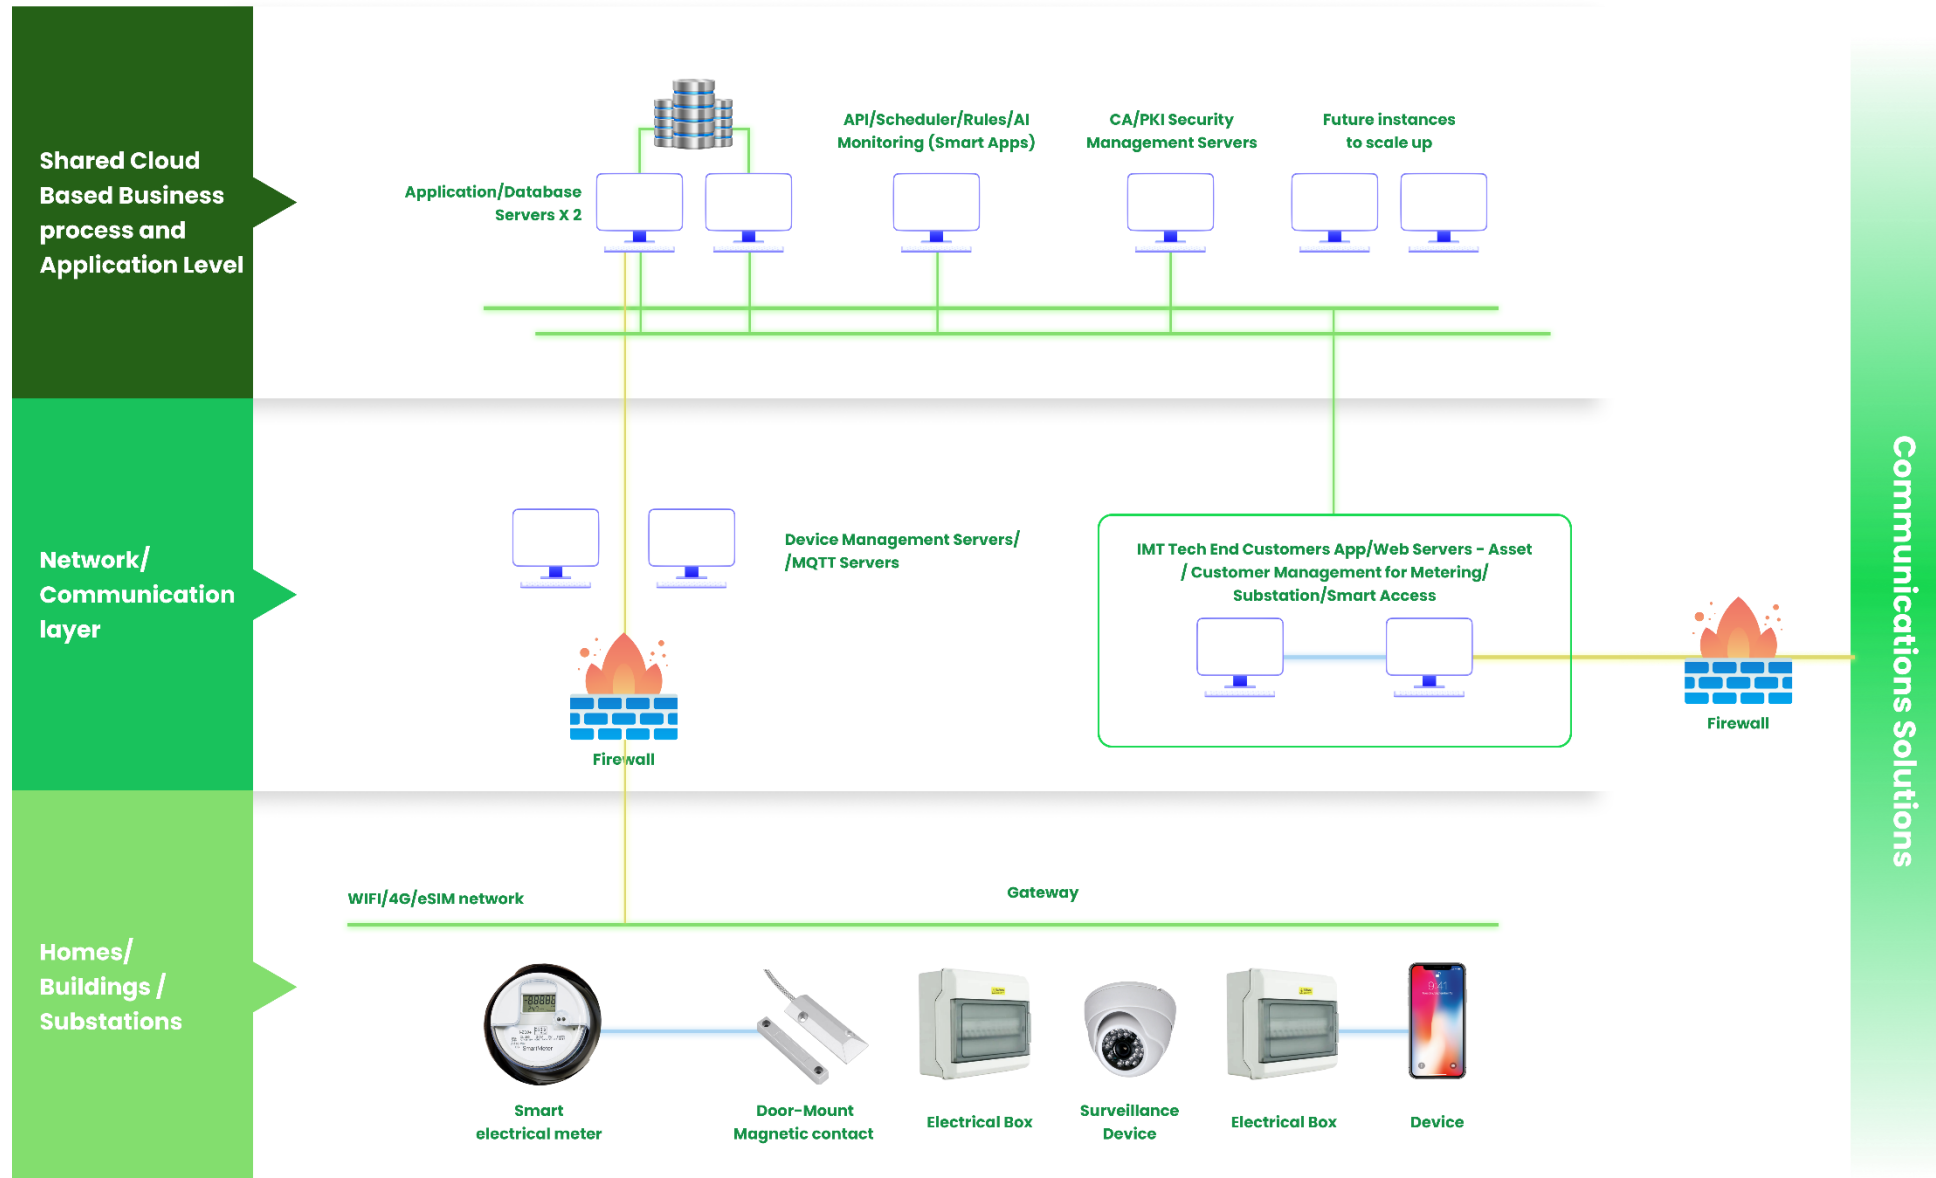 Shared Cloud
Based Business
process and
Application Level
API/Scheduler/Rules/AI
Monitoring (Smart Apps)
CA/PKI Security
Management Servers
Future instances
to scale up
Application/Database
Servers X 2
Network/
Communication
layer
Device Management Servers/
/MQTT Servers
IMT Tech End Customers App/Web Servers - Asset
/ Customer Management for Metering/
Substation/Smart Access
Firewall
Firewall
Communications Solutions
Homes/
Buildings /
Substations
WIFI/4G/eSIM network
Gateway
SmartMeter
9:41
Smart
electrical meter
Door-Mount
Magnetic contact
Electrical Box
Surveillance
Device
Electrical Box
Device